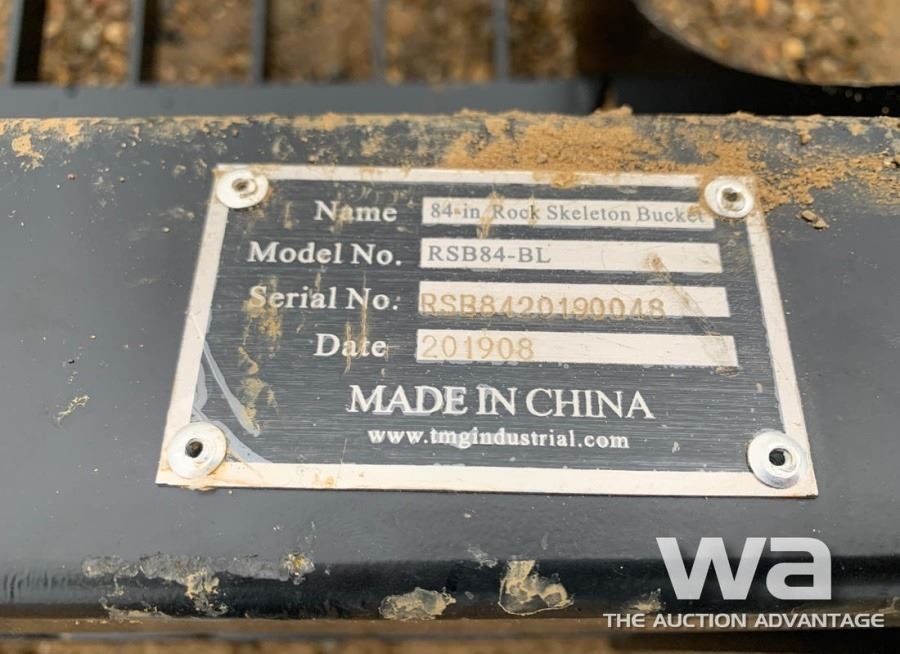 Name 84-in Rock Skeleton Bucket
Model No. RSB84-BL
Serial No. RSB8420190048
Date 201908
MADE IN CHINA
www.tmgindustrial.com
wa
THE AUCTION ADVANTAGE